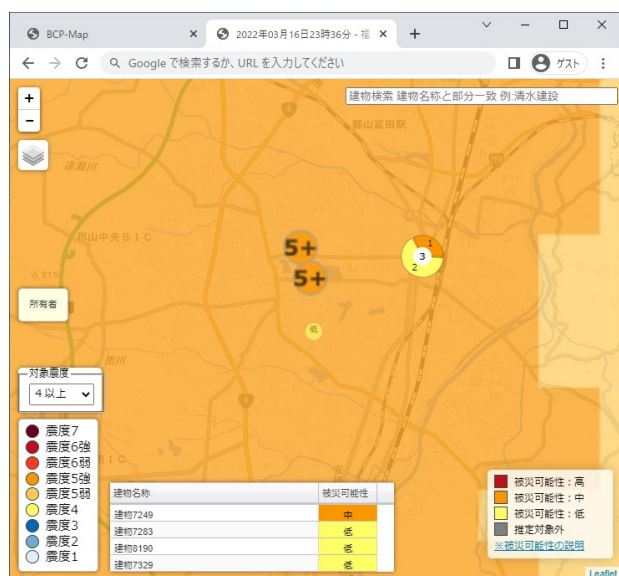 BCP-Map
2022年03月16日23時36分 - 福
Google で検索するか、URL を入力してください
ゲスト
+
−
建物検索 建物名称と部分一致 例:清水建設
郡山富田駅
郡山中央SIC
5+
5+
1
3
2
低
所有者
対象震度
4以上
震度7
震度6強
震度6弱
震度5強
震度5弱
震度4
震度3
震度2
震度1
建物名称 被災可能性
建物7249 中
建物7283 低
建物8190 低
建物7329 低
被災可能性：高
被災可能性：中
被災可能性：低
推定対象外
※被災可能性の説明
Leaflet